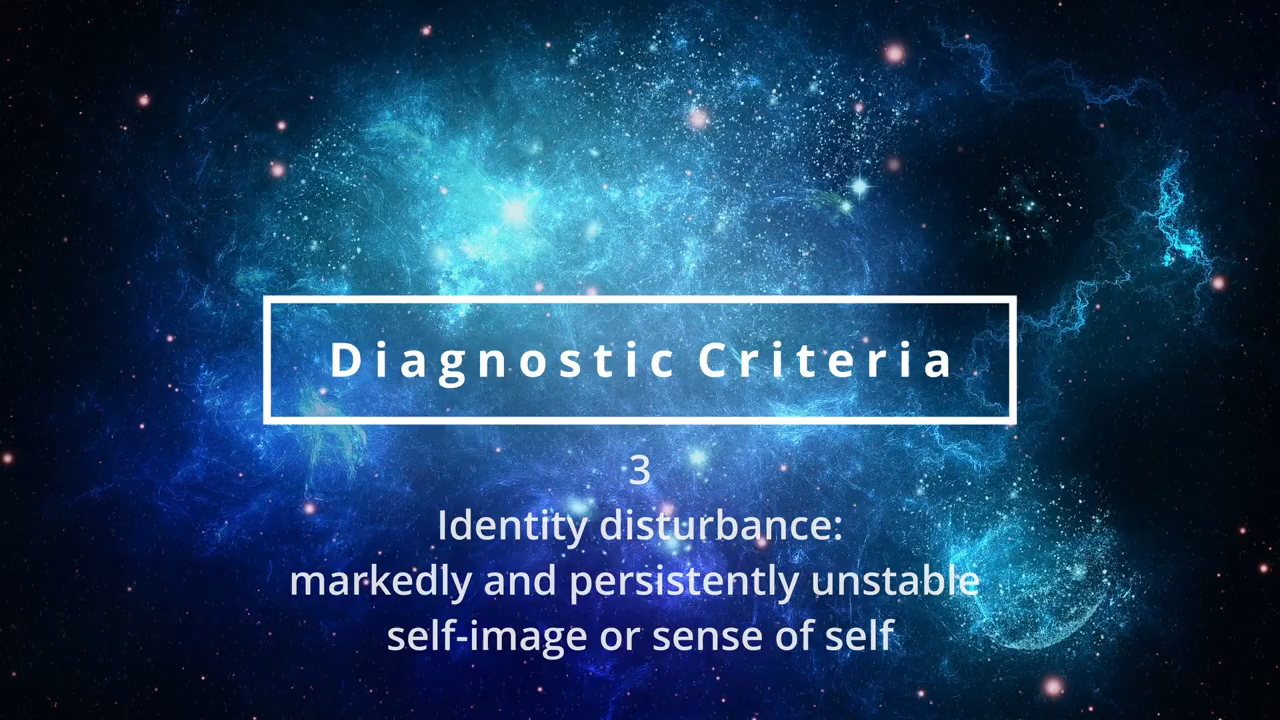 Diagnostic Criteria
3
Identity disturbance:
markedly and persistently unstable
self-image or sense of self